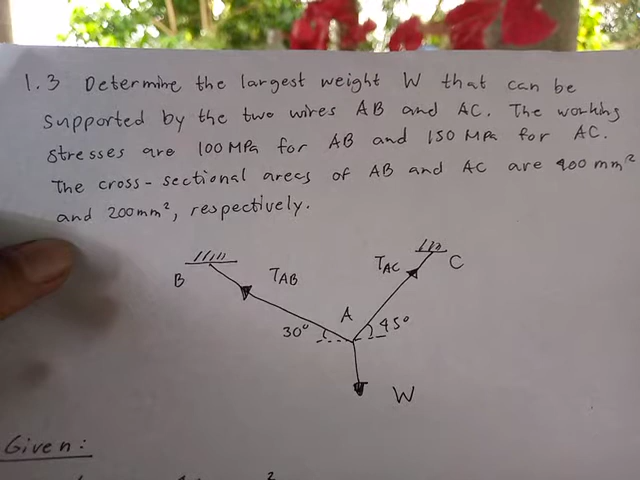 1.3 Determine the largest weight W that can be
supported by the two wires AB and AC. The working
stresses are 100 MPa for AB and 150 MPa for AC.
The cross-sectional areas of AB and AC are 400 mm²
and 200mm², respectively.
B
TAB
TAC
C
A
30°
45°
W
Given: